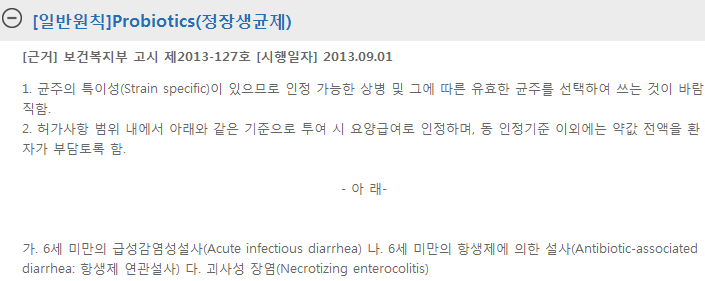 [일반원칙]Probiotics(정장생균제)
[근거] 보건복지부 고시 제2013-127호 [시행일자] 2013.09.01
1. 균주의 특이성(Strain specific)이 있으므로 인정 가능한 상병 및 그에 따른 유효한 균주를 선택하여 쓰는 것이 바람
직함.
2. 허가사항 범위 내에서 아래와 같은 기준으로 투여 시 요양급여로 인정하며, 동 인정기준 이외에는 약값 전액을 환
자가 부담토록 함.
- 아 래-
가. 6세 미만의 급성감염성설사(Acute infectious diarrhea) 나. 6세 미만의 항생제에 의한 설사(Antibiotic-associated
diarrhea: 항생제 연관설사) 다. 괴사성 장염(Necrotizing enterocolitis)